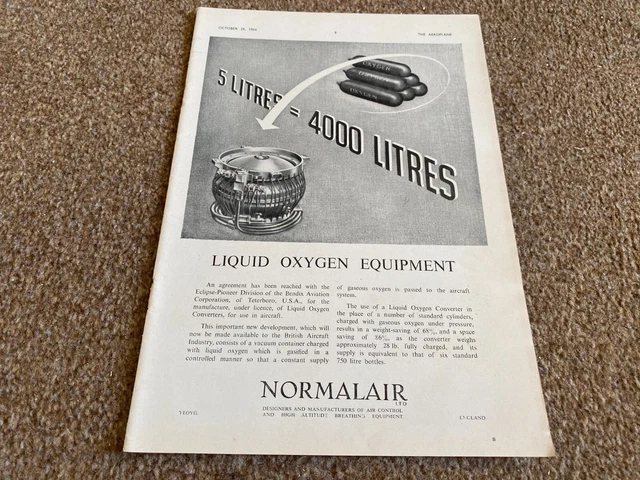 THE AEROPLANE
OXYGEN
OXYGEN
5 LITRES = 4000 LITRES
LIQUID OXYGEN EQUIPMENT
An agreement has been reached with the
Eclipse-Pioneer Division of the Bendix Aviation
Corporation, of Teterboro, U.S.A., for the
manufacture, under licence, of Liquid Oxygen
Converters, for use in aircraft.
This important new development, which will
now be made available to the British Aircraft
Industry, consists of a vacuum container charged
with liquid oxygen which is gasified in a
controlled manner so that a constant supply
of gaseous oxygen is passed to the aircraft
system.
The use of a Liquid Oxygen Converter in
the place of a number of standard cylinders,
charged with gaseous oxygen under pressure,
results in a weight-saving of 68%, and a space
saving of 86%, as the converter weighs
approximately 28 lb. fully charged, and its
supply is equivalent to that of six standard
750 litre bottles.
NORMALAIR
LTD
DESIGNERS AND MANUFACTURERS OF AIR CONTROL
AND HIGH ALTITUDE BREATHING EQUIPMENT
YEOVIL
ENGLAND
B